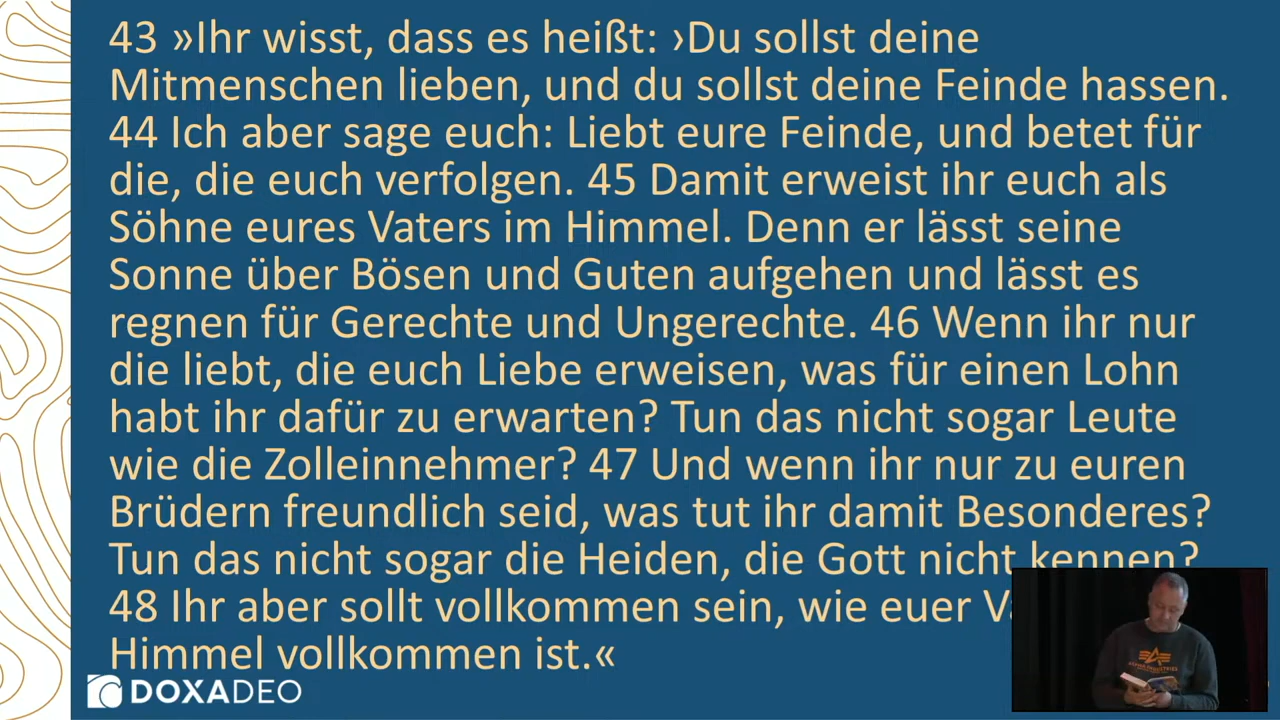 43 »Ihr wisst, dass es heißt: ›Du sollst deine
Mitmenschen lieben, und du sollst deine Feinde hassen.
44 Ich aber sage euch: Liebt eure Feinde, und betet für
die, die euch verfolgen. 45 Damit erweist ihr euch als
Söhne eures Vaters im Himmel. Denn er lässt seine
Sonne über Bösen und Guten aufgehen und lässt es
regnen für Gerechte und Ungerechte. 46 Wenn ihr nur
die liebt, die euch Liebe erweisen, was für einen Lohn
habt ihr dafür zu erwarten? Tun das nicht sogar Leute
wie die Zolleinnehmer? 47 Und wenn ihr nur zu euren
Brüdern freundlich seid, was tut ihr damit Besonderes?
Tun das nicht sogar die Heiden, die Gott nicht kennen?
48 Ihr aber sollt vollkommen sein, wie euer
Himmel vollkommen ist.«
DOXADEO
ALPHA INDUSTRIES